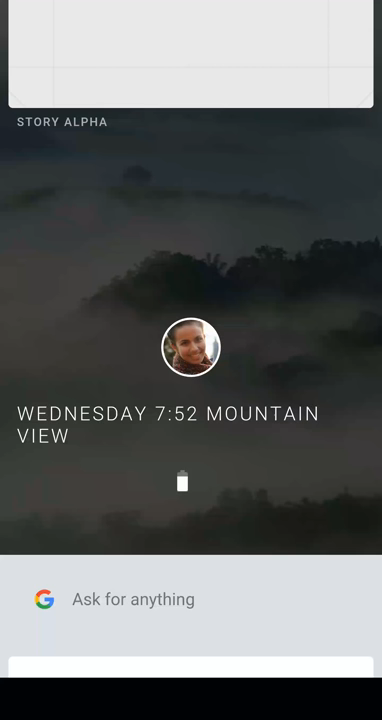 STORY ALPHA
WEDNESDAY 7:52 MOUNTAIN
VIEW
Ask for anything